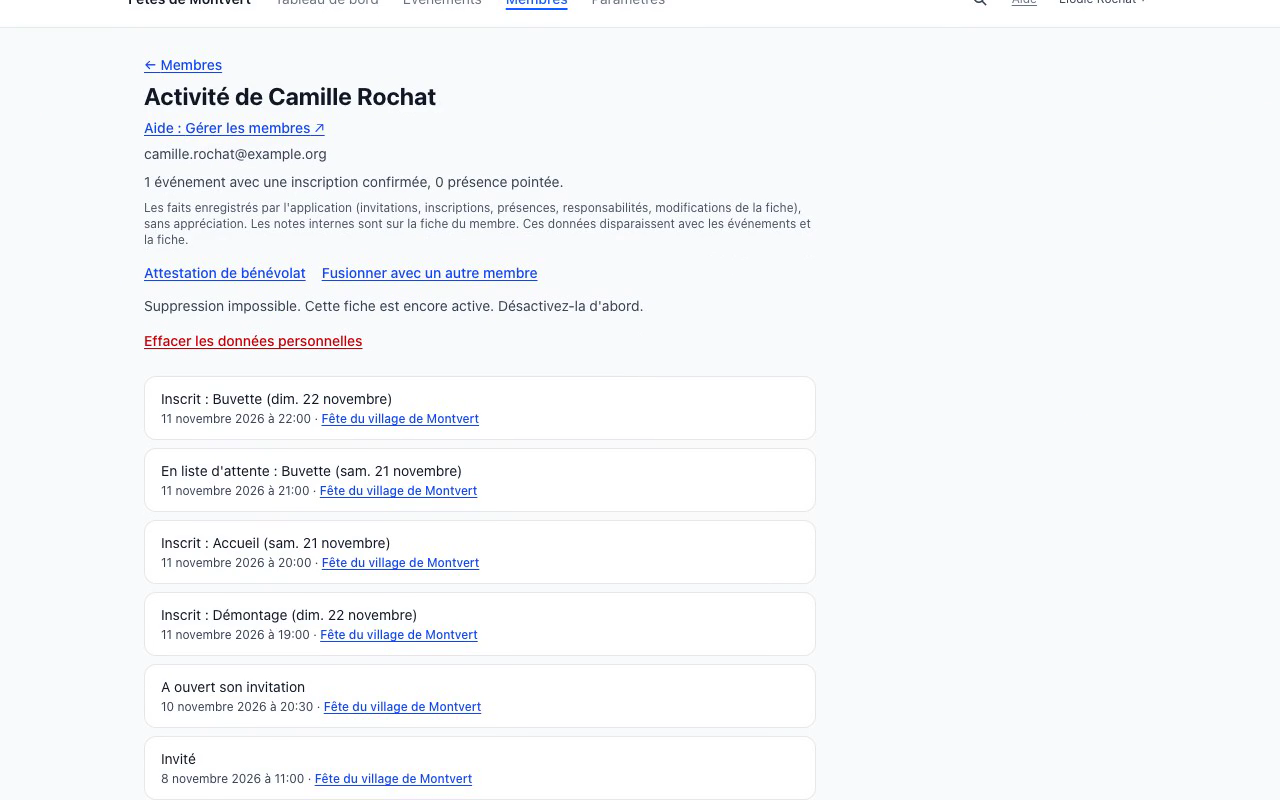 Fêtes de Montvert Tableau de bord Événements Membres Paramètres Aide Élodie Rochat
← Membres
Activité de Camille Rochat
Aide : Gérer les membres ↗
camille.rochat@example.org
1 événement avec une inscription confirmée, 0 présence pointée.
Les faits enregistrés par l'application (invitations, inscriptions, présences, responsabilités, modifications de la fiche),
sans appréciation. Les notes internes sont sur la fiche du membre. Ces données disparaissent avec les événements et
la fiche.
Attestation de bénévolat Fusionner avec un autre membre
Suppression impossible. Cette fiche est encore active. Désactivez-la d'abord.
Effacer les données personnelles
Inscrit : Buvette (dim. 22 novembre)
11 novembre 2026 à 22:00 · Fête du village de Montvert
En liste d'attente : Buvette (sam. 21 novembre)
11 novembre 2026 à 21:00 · Fête du village de Montvert
Inscrit : Accueil (sam. 21 novembre)
11 novembre 2026 à 20:00 · Fête du village de Montvert
Inscrit : Démontage (dim. 22 novembre)
11 novembre 2026 à 19:00 · Fête du village de Montvert
A ouvert son invitation
10 novembre 2026 à 20:30 · Fête du village de Montvert
Invité
8 novembre 2026 à 11:00 · Fête du village de Montvert